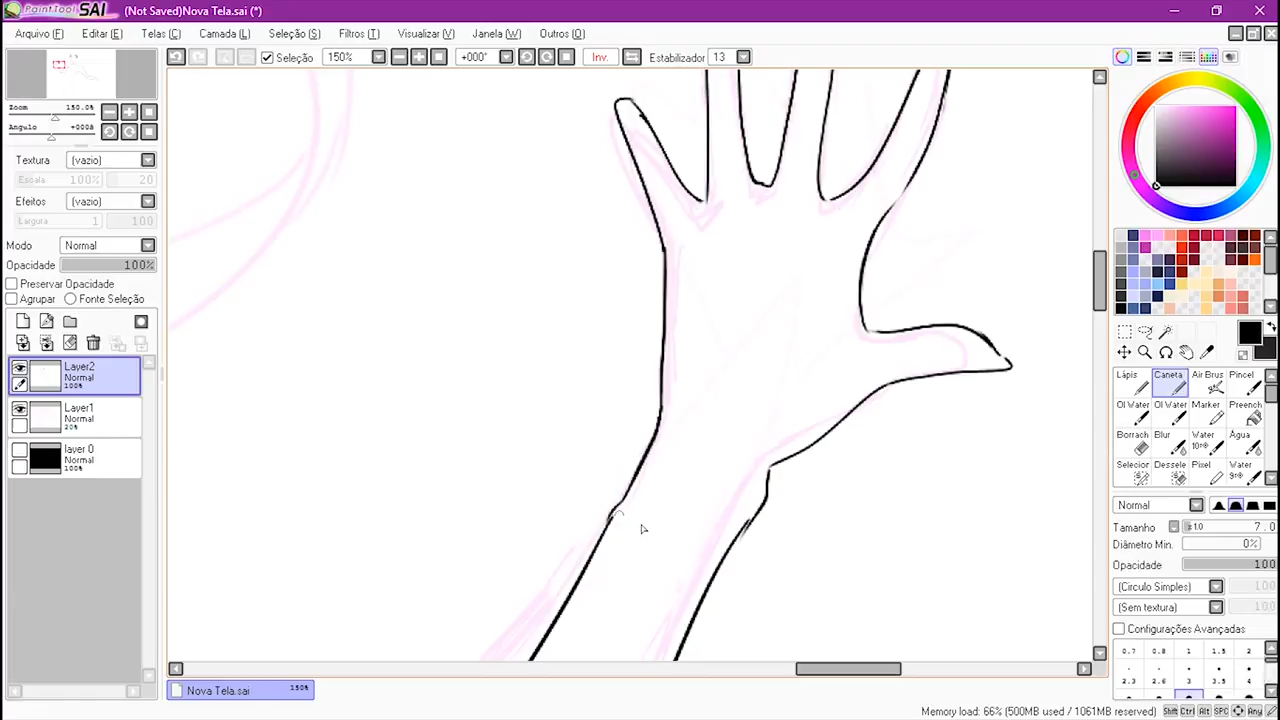 PaintTool SAI (Not Saved)Nova Tela.sai (*)
Arquivo (F) Editar (E) Telas (C) Camada (L) Seleção (S) Filtros (T) Visualizar (V) Janela (W) Outros (O)
Seleção 150% +000° Inv. Estabilizador 13
Zoom 150.0%
Angulo +000ª
Textura (vazio)
Escala 100% 20
Efeitos (vazio)
Largura 1 100
Modo Normal
Opacidade 100%
Preservar Opacidade
Agrupar Fonte Seleção
Layer2
Normal
100%
Layer1
Normal
20%
layer 0
Normal
100%
Lápis Caneta Air Brus Pincel
Ol Water Ol Water Marker Preench
Borrach Blur Water Água
Selecior Dessele Pixel Water
Normal
Tamanho x1.0 7.0
Diâmetro Min. 0%
Opacidade 100
(Circulo Simples) 100
(Sem textura) 100
Configurações Avançadas
0.7 0.8 1 1.5 2
2.3 2.6 3 3.5 4
Nova Tela.sai 150%
Memory load: 66% (500MB used / 1061MB reserved) Shift Ctrl Alt SPC Any